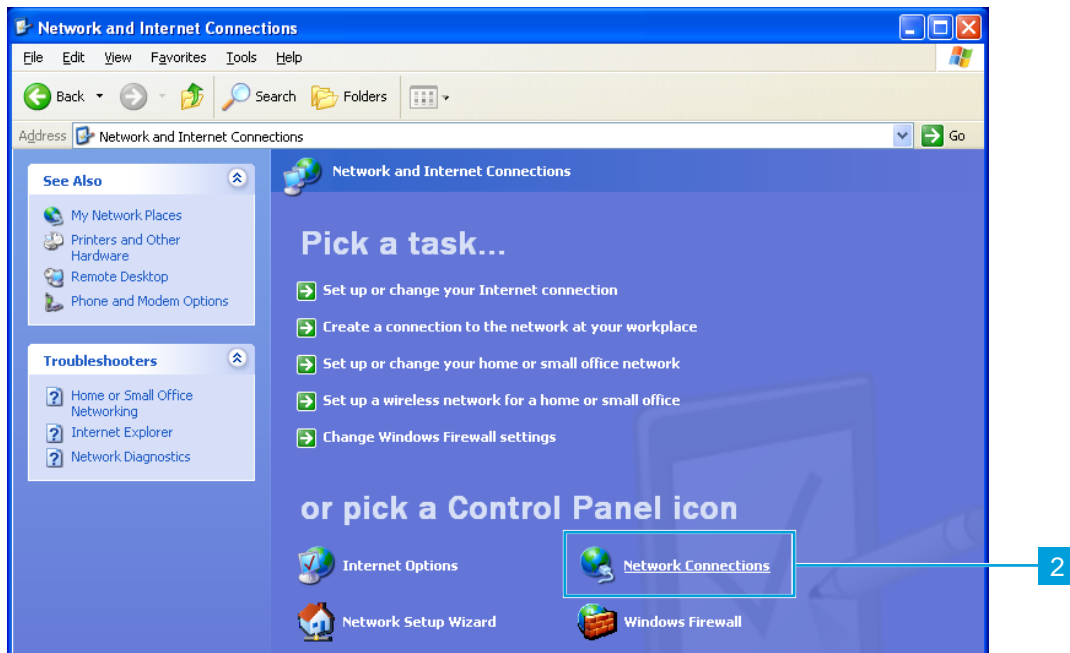 Network and Internet Connections
File Edit View Favorites Tools Help
Back Search Folders
Address Network and Internet Connections Go
See Also
My Network Places
Printers and Other
Hardware
Remote Desktop
Phone and Modem Options
Troubleshooters
Home or Small Office
Networking
Internet Explorer
Network Diagnostics
Network and Internet Connections
Pick a task...
Set up or change your Internet connection
Create a connection to the network at your workplace
Set up or change your home or small office network
Set up a wireless network for a home or small office
Change Windows Firewall settings
or pick a Control Panel icon
Internet Options
Network Connections
2
Network Setup Wizard
Windows Firewall